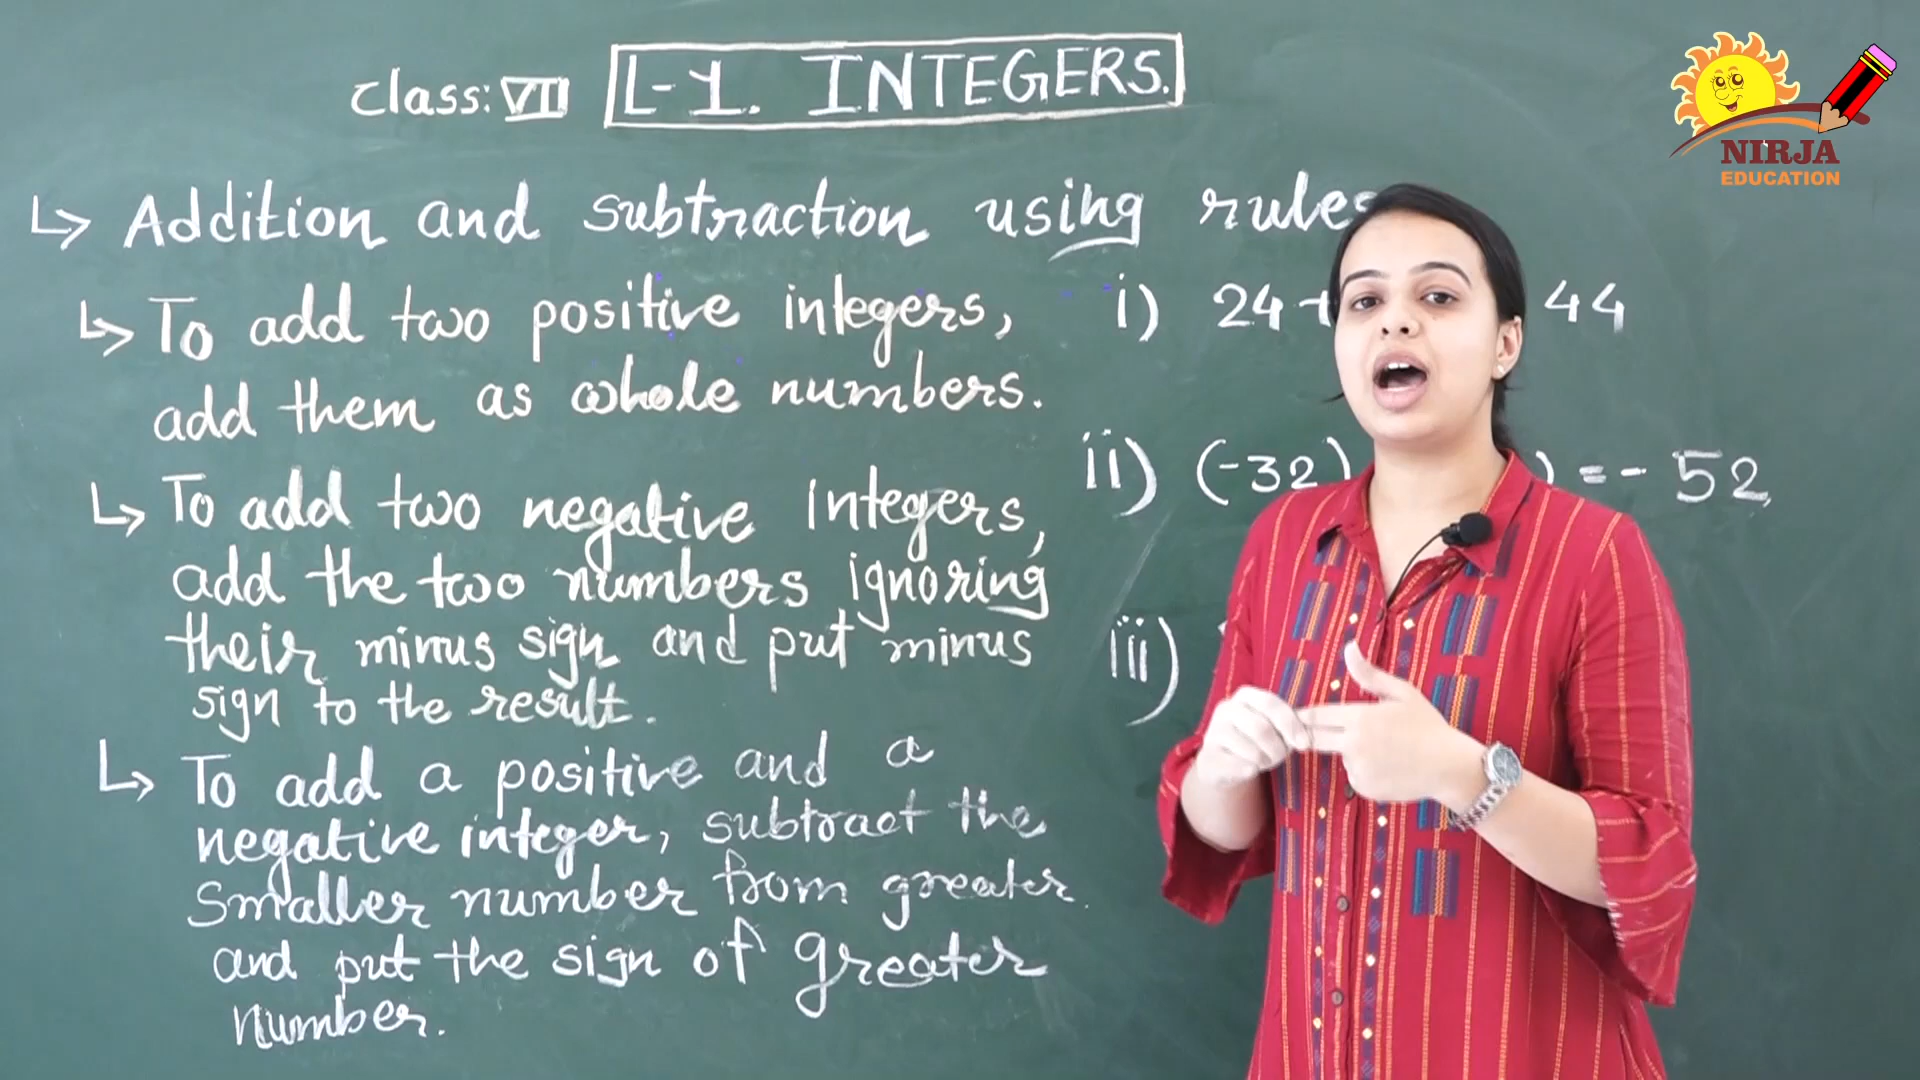 Class: VII L-1. INTEGERS.
NIRJA
EDUCATION
↳ Addition and subtraction using rules
↳ To add two positive integers,
add them as whole numbers.
↳ To add two negative integers,
add the two numbers ignoring
their minus sign and put minus
sign to the result.
↳ To add a positive and a
negative integer, subtract the
smaller number from greater
and put the sign of greater
number.
i) 24+ 44
ii) (-32) ) = - 52,
iii)